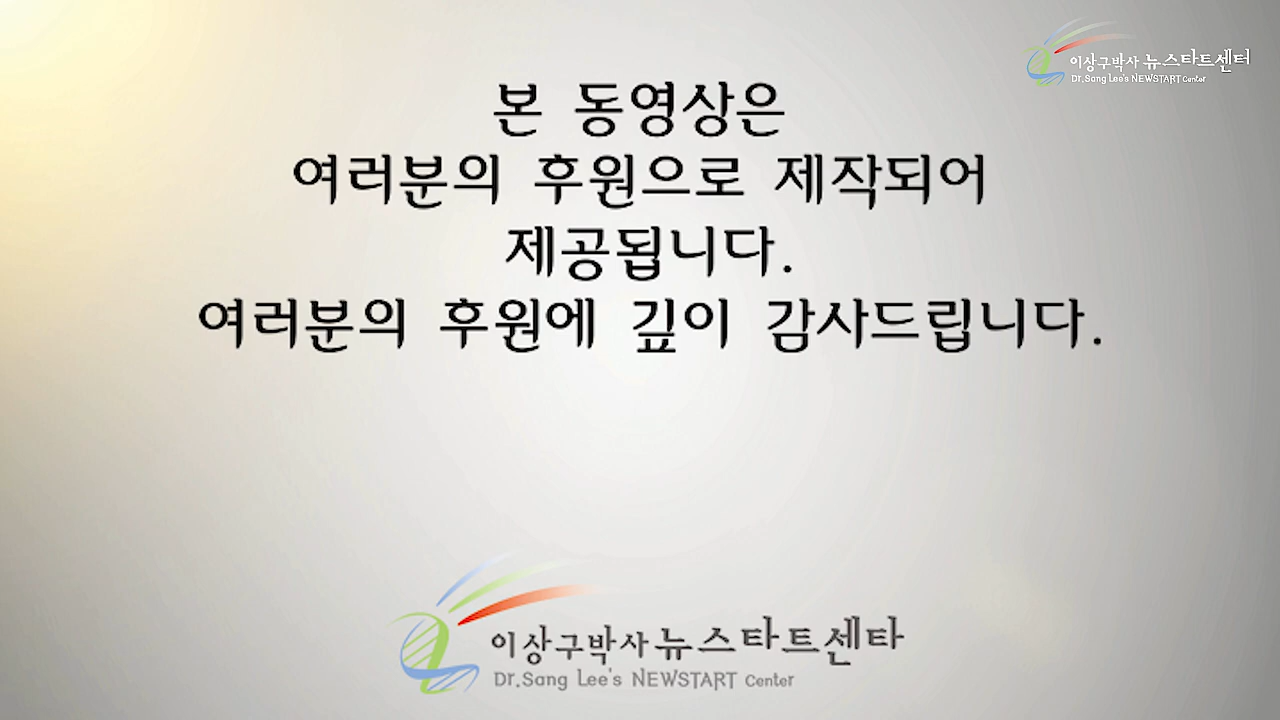 이상구박사 뉴스타트센터
Dr.Sang Lee's NEWSTART Center
본 동영상은
여러분의 후원으로 제작되어
제공됩니다.
여러분의 후원에 깊이 감사드립니다.
이상구박사 뉴스타트센타
Dr.Sang Lee's NEWSTART Center